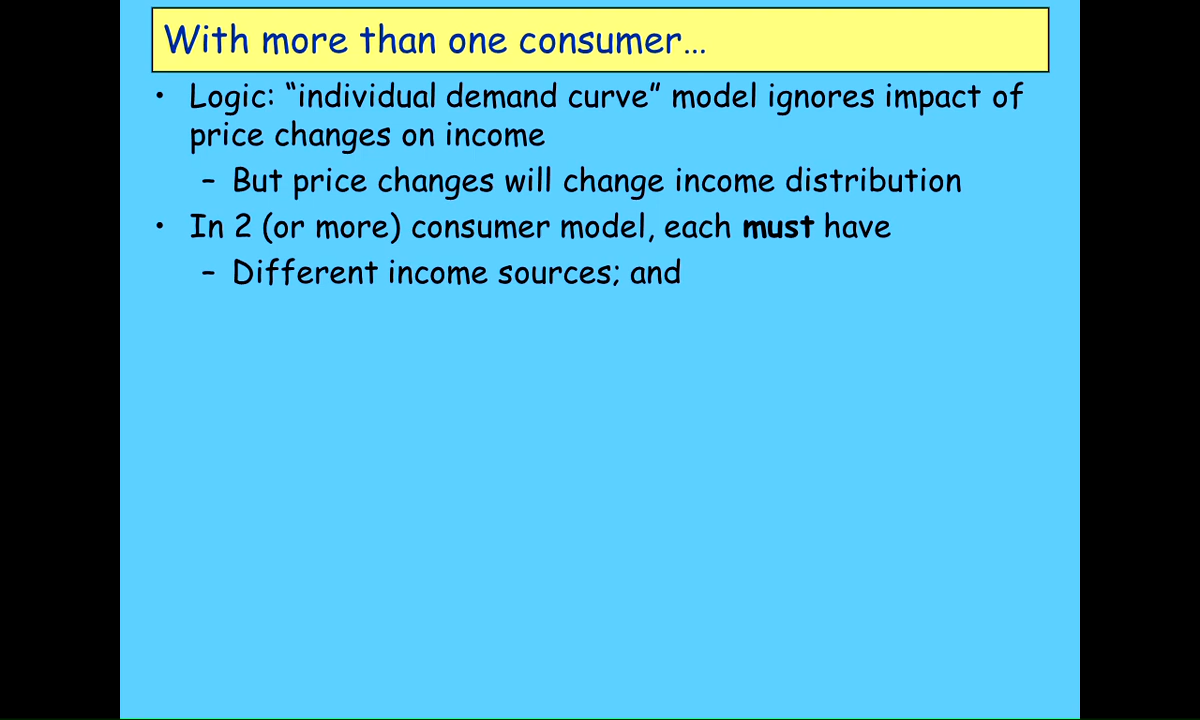 With more than one consumer…
• Logic: “individual demand curve” model ignores impact of
price changes on income
– But price changes will change income distribution
• In 2 (or more) consumer model, each must have
– Different income sources; and